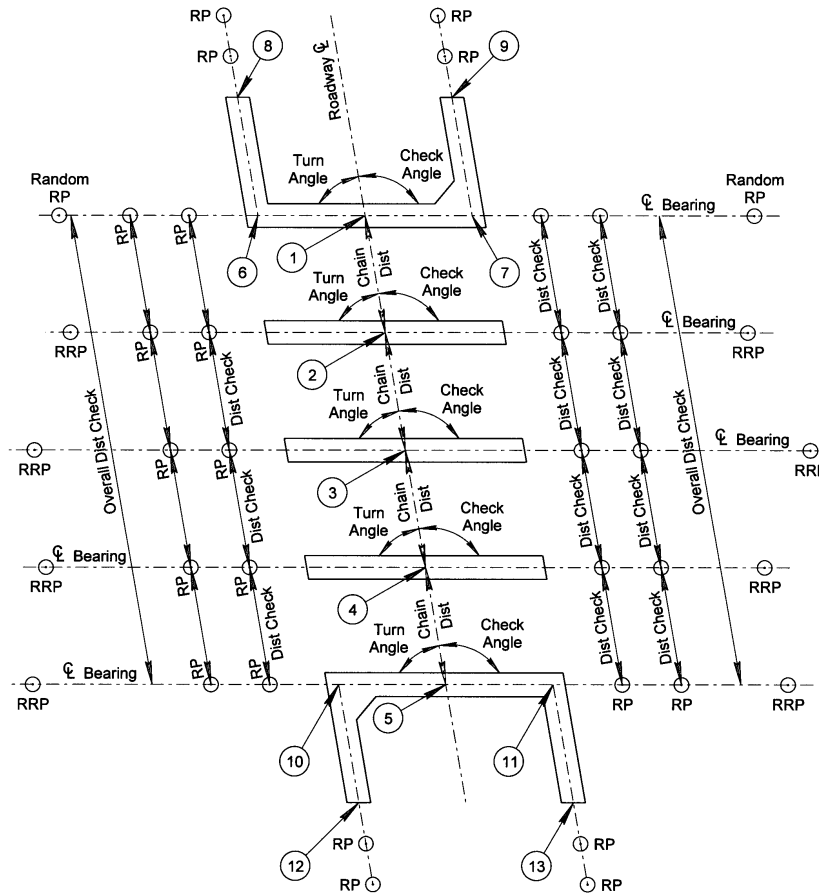 RP
RP
RP
RP
8
9
Roadway ℄
Turn
Angle
Check
Angle
Random
RP
Random
RP
℄ Bearing
RP
RP
6
1
7
Chain
Dist
Turn
Angle
Check
Angle
Dist Check
Dist Check
RRP
RP
RP
℄ Bearing
RRP
2
Overall Dist Check
Dist Check
Chain
Dist
Turn
Angle
Check
Angle
Dist Check
Dist Check
Overall Dist Check
RRP
RP
RP
℄ Bearing
RR
3
Dist Check
Chain
Dist
Turn
Angle
Check
Angle
Dist Check
Dist Check
℄ Bearing
RRP
RP
RP
RRP
4
Dist Check
Chain
Dist
Turn
Angle
Check
Angle
Dist Check
Dist Check
℄ Bearing
RRP
RP
RP
5
RP
RP
RRP
10
11
12
13
RP
RP
RP
RP